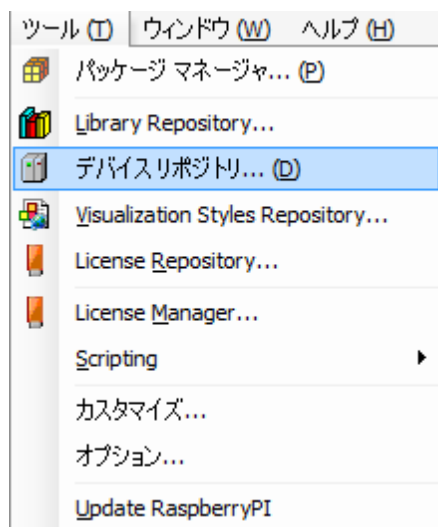 ツール (T) ウィンドウ (W) ヘルプ (H)
パッケージ マネージャ... (P)
Library Repository...
デバイスリポジトリ... (D)
Visualization Styles Repository...
License Repository...
License Manager...
Scripting
カスタマイズ...
オプション...
Update RaspberryPI